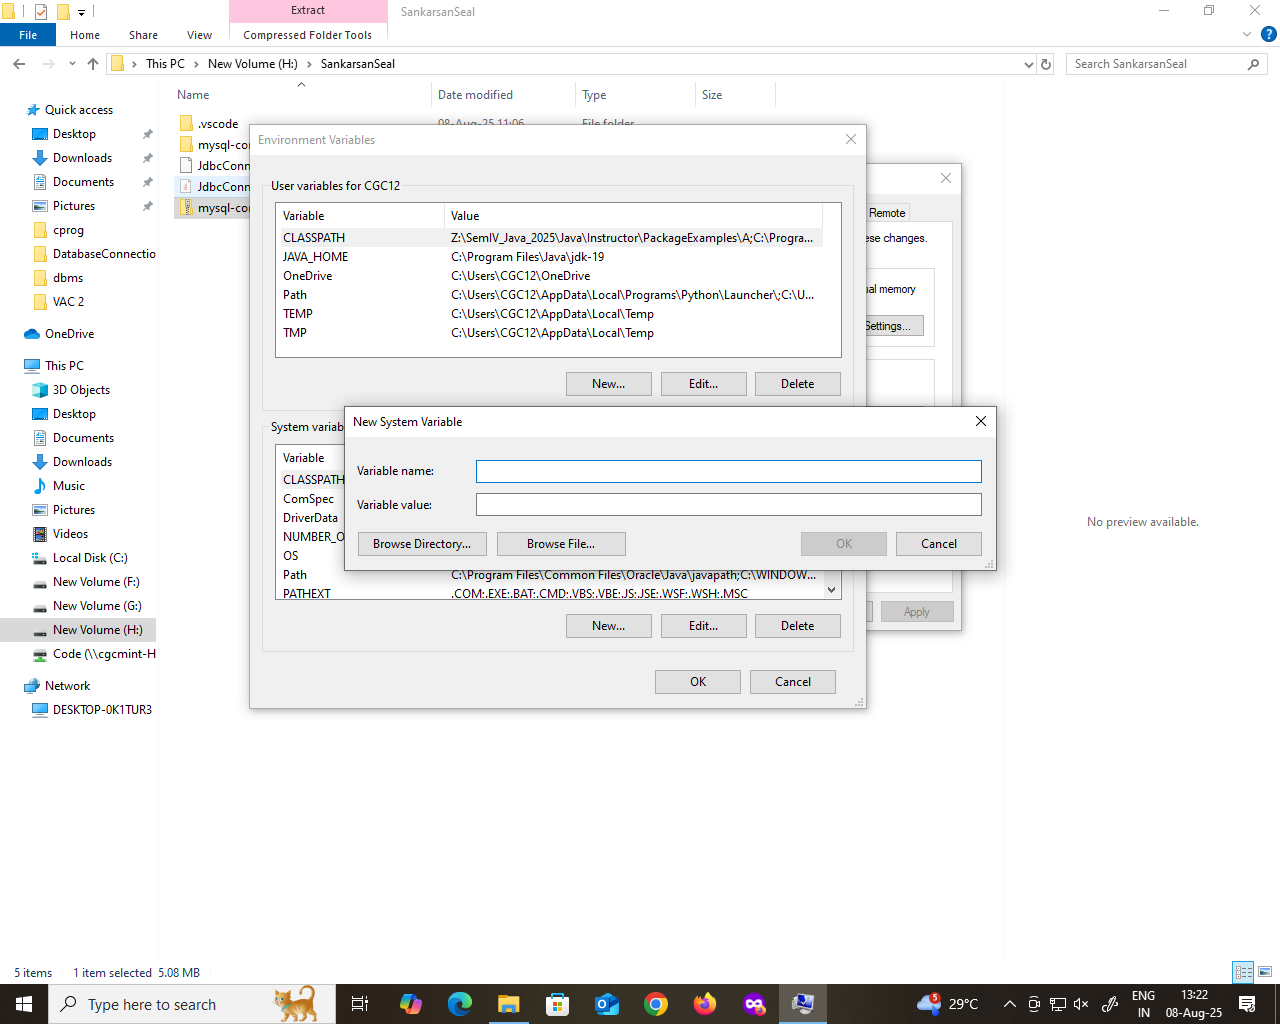 Extract
SankarsanSeal
File
Home
Share
View
Compressed Folder Tools
This PC
New Volume (H:)
SankarsanSeal
Search SankarsanSeal
Name
Date modified
Type
Size
Quick access
Desktop
Downloads
Documents
Pictures
cprog
DatabaseConnectio
dbms
VAC 2
OneDrive
This PC
3D Objects
Desktop
Documents
Downloads
Music
Pictures
Videos
Local Disk (C:)
New Volume (F:)
New Volume (G:)
New Volume (H:)
Code (\\cgcmint-H
Network
DESKTOP-0K1TUR3
.vscode
08-Aug-25 11:06
File folder
mysql-con
JdbcConn
JdbcConn
mysql-con
Environment Variables
User variables for CGC12
Variable
Value
CLASSPATH
Z:\SemIV_Java_2025\Java\Instructor\PackageExamples\A;C:\Progra...
JAVA_HOME
C:\Program Files\Java\jdk-19
OneDrive
C:\Users\CGC12\OneDrive
Path
C:\Users\CGC12\AppData\Local\Programs\Python\Launcher\;C:\U...
TEMP
C:\Users\CGC12\AppData\Local\Temp
TMP
C:\Users\CGC12\AppData\Local\Temp
New...
Edit...
Delete
Remote
ese changes.
ual memory
Settings...
System variab
Variable
CLASSPATH
ComSpec
DriverData
NUMBER_O
OS
Path
C:\Program Files\Common Files\Oracle\Java\javapath;C:\WINDOW...
PATHEXT
.COM;.EXE;.BAT;.CMD;.VBS;.VBE;.JS;.JSE;.WSF;.WSH;.MSC
New...
Edit...
Delete
OK
Cancel
Apply
New System Variable
Variable name:
Variable value:
Browse Directory...
Browse File...
OK
Cancel
No preview available.
5 items
1 item selected
5.08 MB
Type here to search
5
29°C
ENG
IN
13:22
08-Aug-25